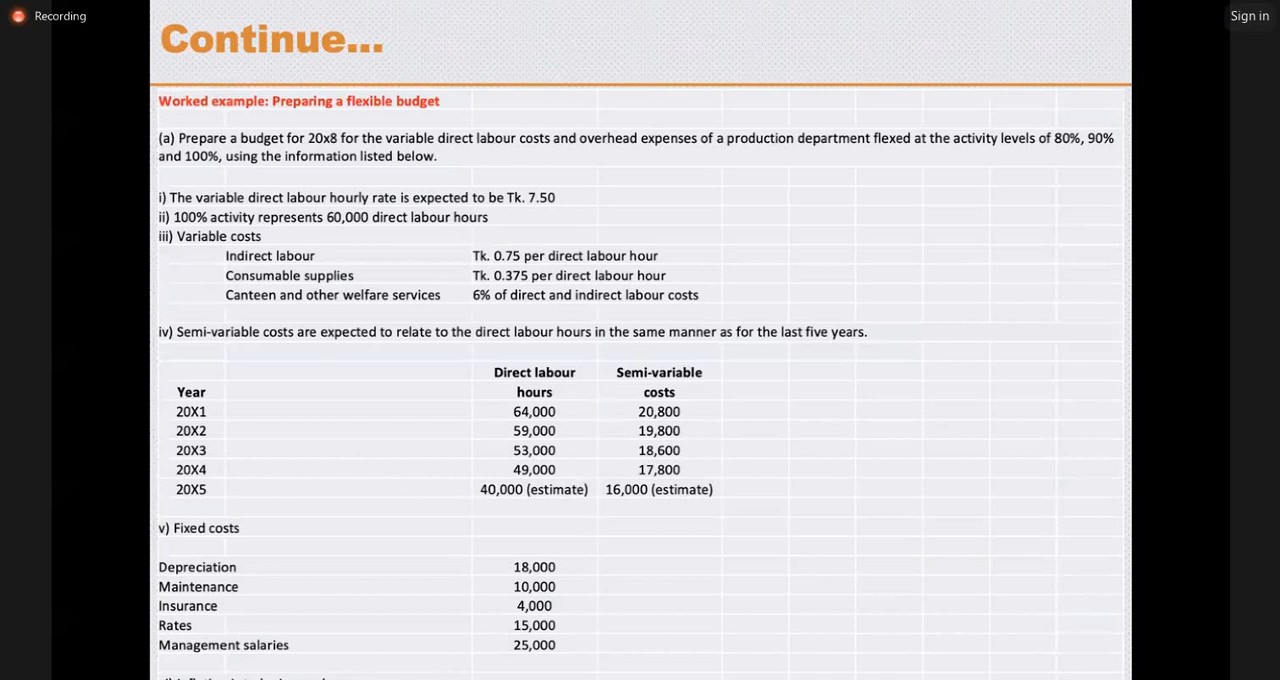 Recording
Sign in
Continue...
Worked example: Preparing a flexible budget
(a) Prepare a budget for 20x8 for the variable direct labour costs and overhead expenses of a production department flexed at the activity levels of 80%, 90%
and 100%, using the information listed below.
i) The variable direct labour hourly rate is expected to be Tk. 7.50
ii) 100% activity represents 60,000 direct labour hours
iii) Variable costs
Indirect labour Tk. 0.75 per direct labour hour
Consumable supplies Tk. 0.375 per direct labour hour
Canteen and other welfare services 6% of direct and indirect labour costs
iv) Semi-variable costs are expected to relate to the direct labour hours in the same manner as for the last five years.
Direct labour Semi-variable
Year hours costs
20X1 64,000 20,800
20X2 59,000 19,800
20X3 53,000 18,600
20X4 49,000 17,800
20X5 40,000 (estimate) 16,000 (estimate)
v) Fixed costs
Depreciation 18,000
Maintenance 10,000
Insurance 4,000
Rates 15,000
Management salaries 25,000